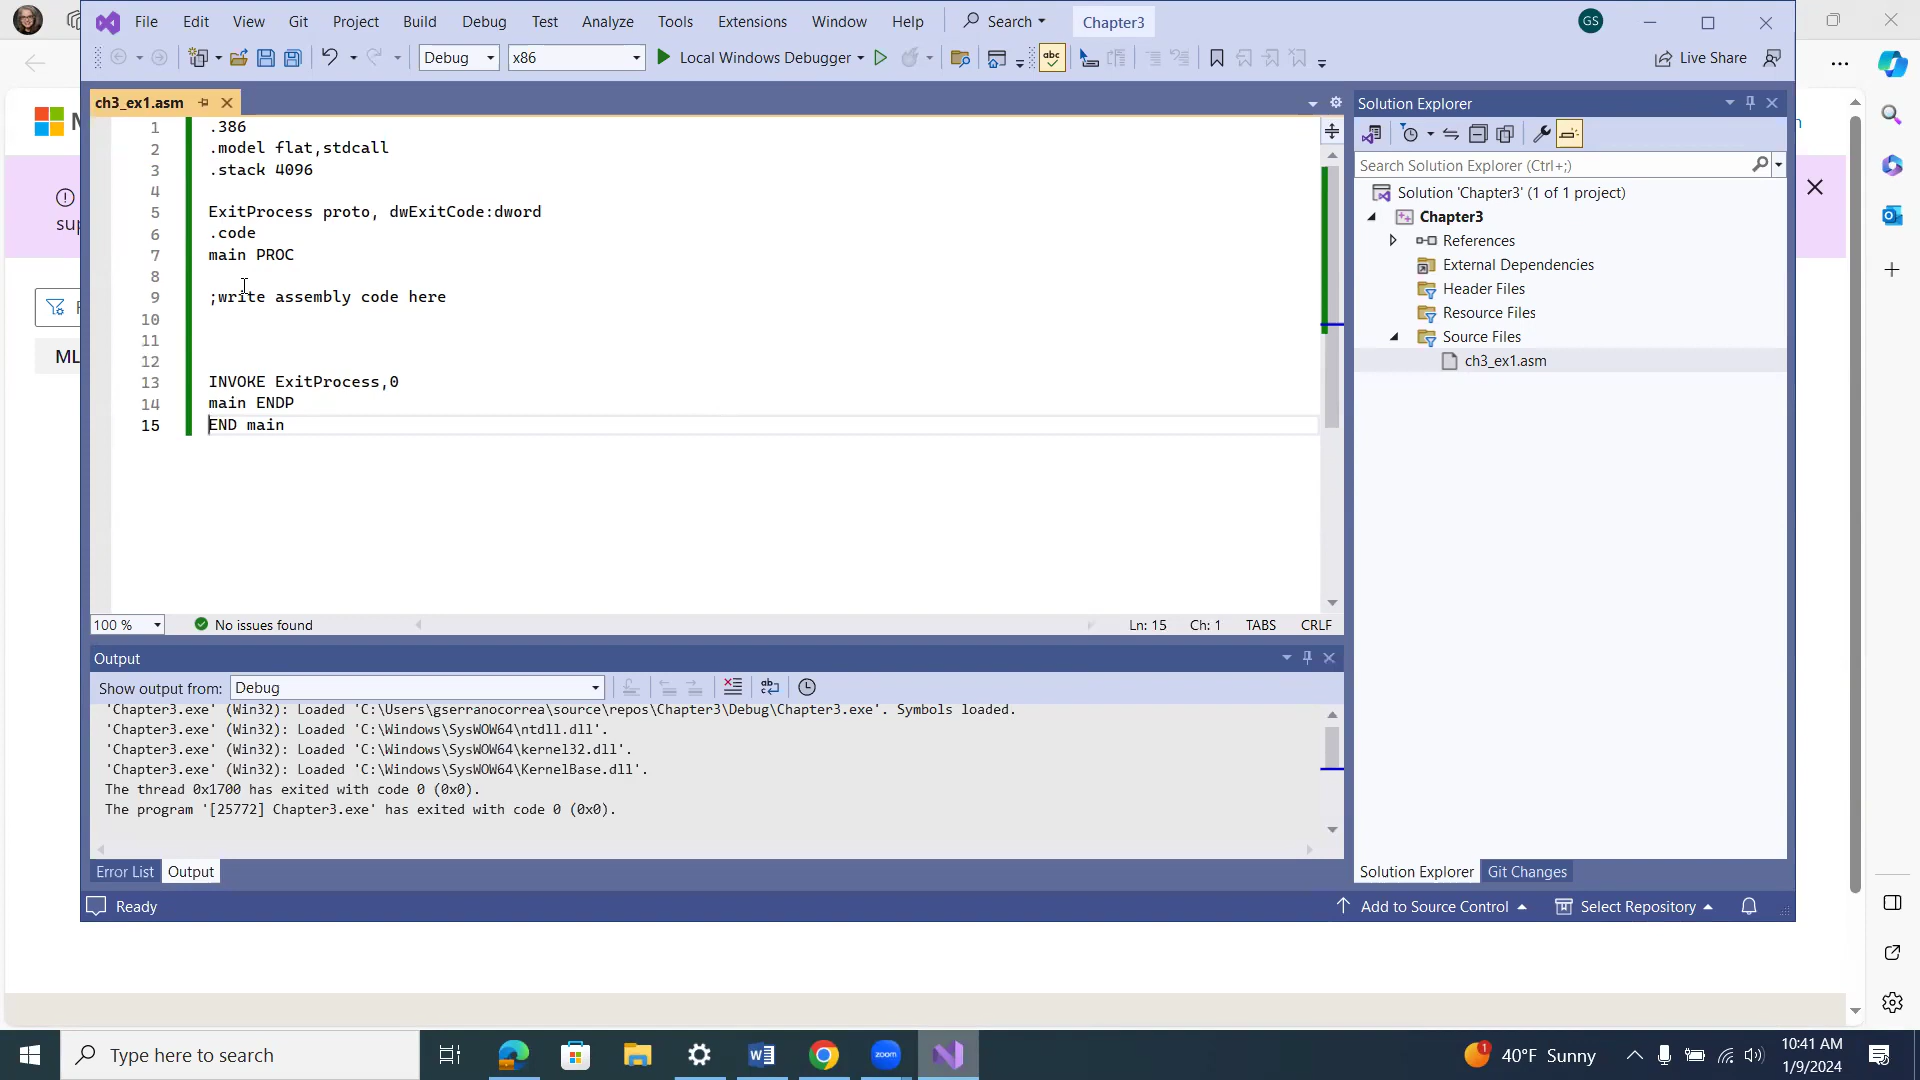 File Edit View Git Project Build Debug Test Analyze Tools Extensions Window Help Search Chapter3 GS
Debug x86 Local Windows Debugger abc Live Share
ch3_ex1.asm
1 .386
2 .model flat,stdcall
3 .stack 4096
4
5 ExitProcess proto, dwExitCode:dword
6 .code
7 main PROC
8
9 ;write assembly code here
10
11
12
13 INVOKE ExitProcess,0
14 main ENDP
15 END main
100 % No issues found Ln: 15 Ch: 1 TABS CRLF
Output
Show output from: Debug
'Chapter3.exe' (Win32): Loaded 'C:\Users\gserranocorrea\source\repos\Chapter3\Debug\Chapter3.exe'. Symbols loaded.
'Chapter3.exe' (Win32): Loaded 'C:\Windows\SysWOW64\ntdll.dll'.
'Chapter3.exe' (Win32): Loaded 'C:\Windows\SysWOW64\kernel32.dll'.
'Chapter3.exe' (Win32): Loaded 'C:\Windows\SysWOW64\KernelBase.dll'.
The thread 0x1700 has exited with code 0 (0x0).
The program '[25772] Chapter3.exe' has exited with code 0 (0x0).
Error List Output
Solution Explorer
Search Solution Explorer (Ctrl+;)
Solution 'Chapter3' (1 of 1 project)
Chapter3
References
External Dependencies
Header Files
Resource Files
Source Files
ch3_ex1.asm
Solution Explorer Git Changes
Ready Add to Source Control Select Repository
M
sup
F
ML
Type here to search zoom 1 40°F Sunny 10:41 AM
1/9/2024